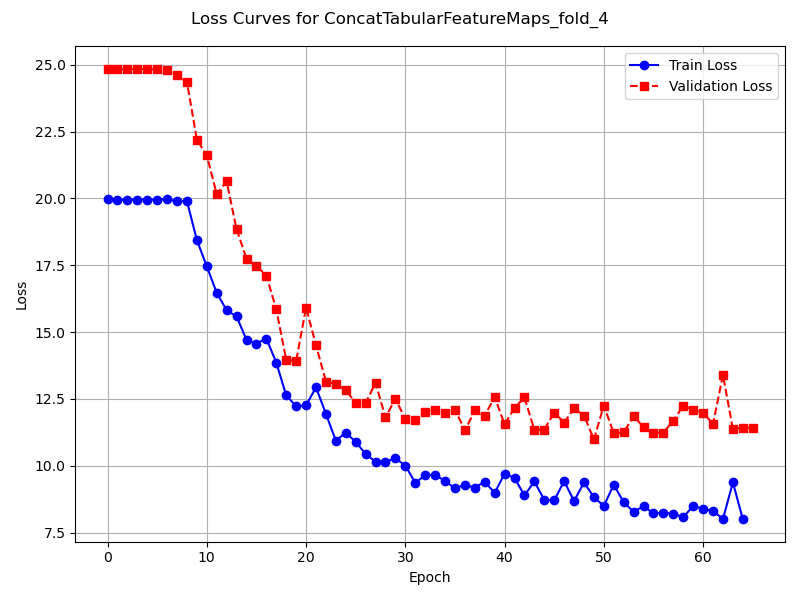 Loss Curves for ConcatTabularFeatureMaps_fold_4
Train Loss
Validation Loss
25.0
22.5
20.0
17.5
15.0
12.5
10.0
7.5
Loss
0 10 20 30 40 50 60
Epoch